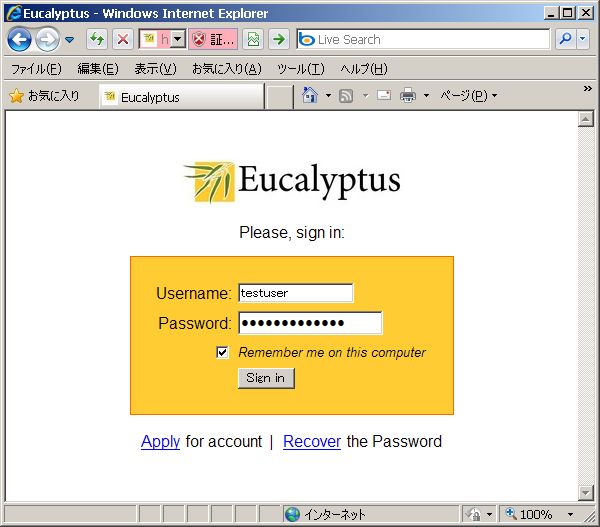 Eucalyptus - Windows Internet Explorer
h 証... Live Search
ファイル(F) 編集(E) 表示(V) お気に入り(A) ツール(T) ヘルプ(H)
お気に入り Eucalyptus ページ(P) »
Eucalyptus
Please, sign in:
Username: testuser
Password: •••••••••••••
Remember me on this computer
Sign in
Apply for account | Recover the Password
インターネット 100%